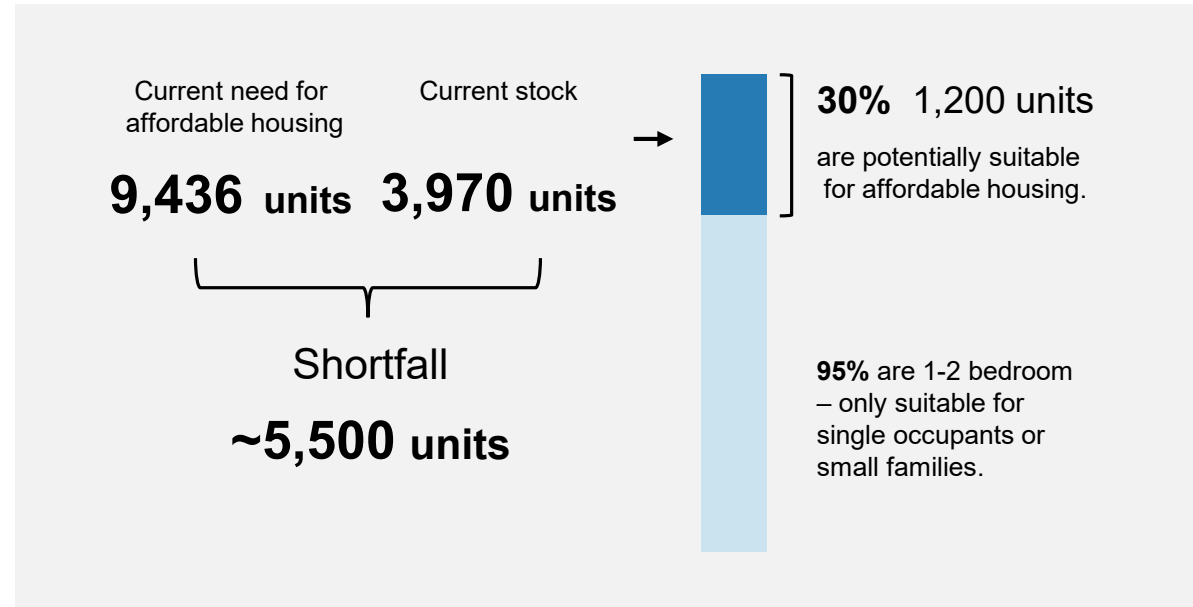 Current need for
affordable housing
9,436 units
Current stock
3,970 units
Shortfall
~5,500 units
30% 1,200 units
are potentially suitable
for affordable housing.
95% are 1-2 bedroom
– only suitable for
single occupants or
small families.